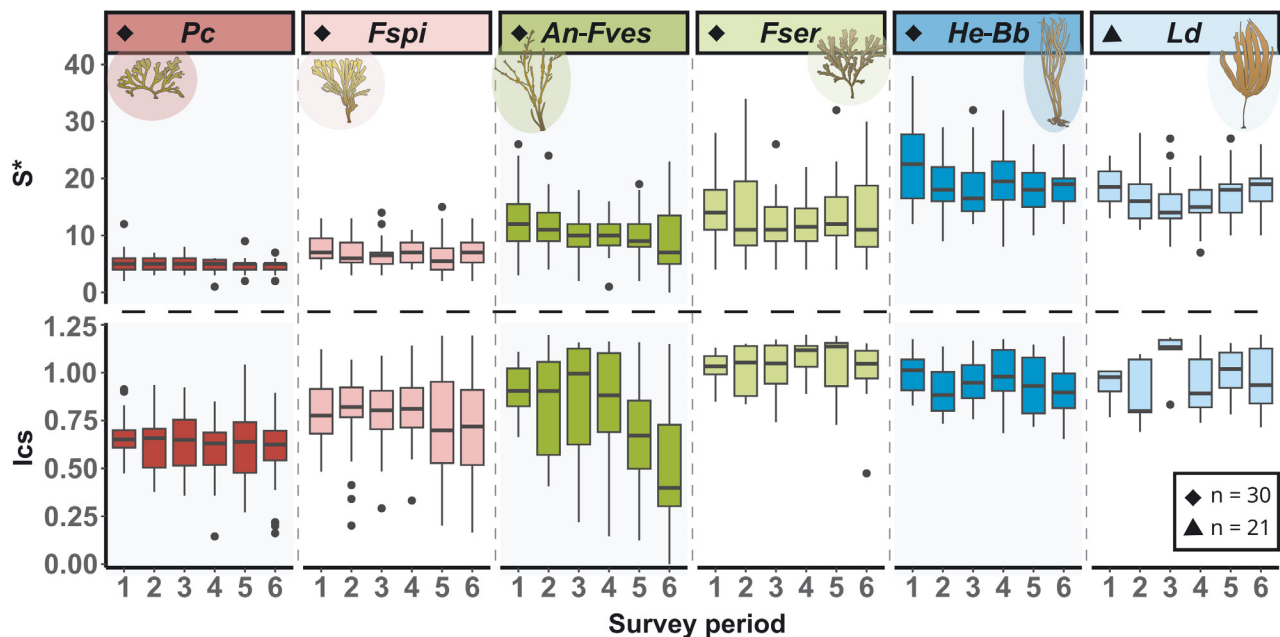 ◆ Pc ◆ Fspi ◆ An-Fves ◆ Fser ◆ He-Bb ▲ Ld
S*
40
30
20
10
0
Ics
1.25
1.00
0.75
0.50
0.25
0.00
◆ n = 30
▲ n = 21
1 2 3 4 5 6 1 2 3 4 5 6 1 2 3 4 5 6 1 2 3 4 5 6 1 2 3 4 5 6 1 2 3 4 5 6
Survey period